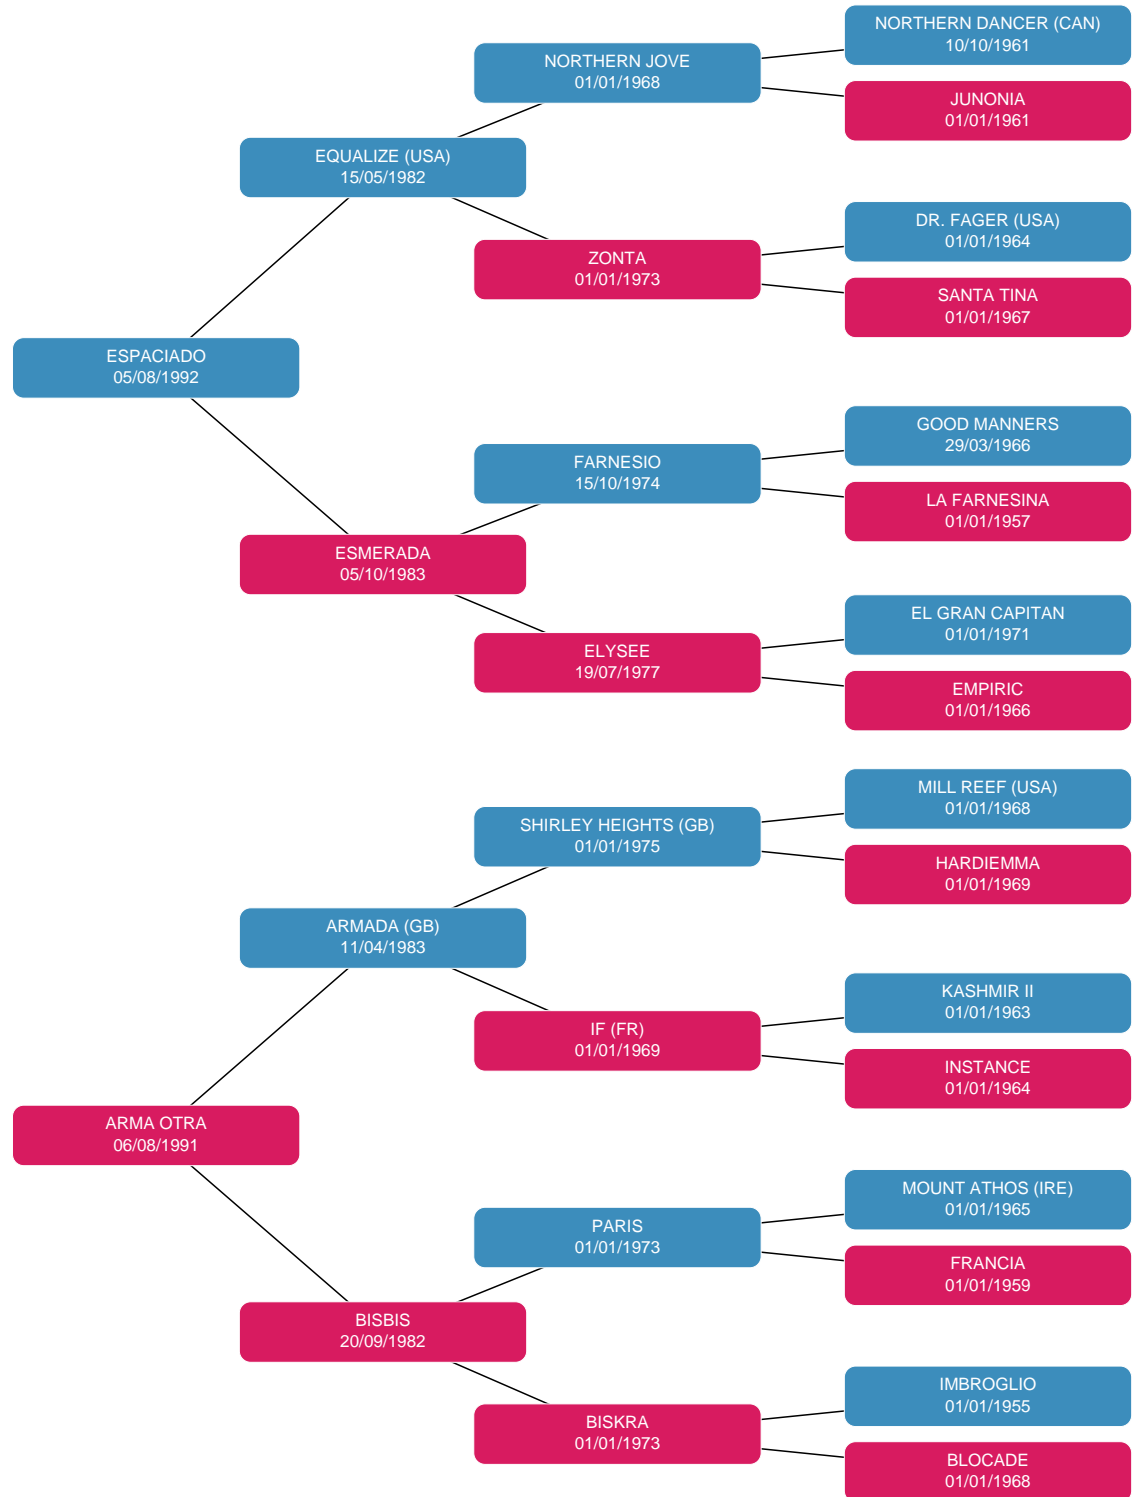 NORTHERN DANCER (CAN)
10/10/1961
NORTHERN JOVE
01/01/1968
JUNONIA
01/01/1961
EQUALIZE (USA)
15/05/1982
DR. FAGER (USA)
01/01/1964
ZONTA
01/01/1973
SANTA TINA
01/01/1967
ESPACIADO
05/08/1992
GOOD MANNERS
29/03/1966
FARNESIO
15/10/1974
LA FARNESINA
01/01/1957
ESMERADA
05/10/1983
EL GRAN CAPITAN
01/01/1971
ELYSEE
19/07/1977
EMPIRIC
01/01/1966
MILL REEF (USA)
01/01/1968
SHIRLEY HEIGHTS (GB)
01/01/1975
HARDIEMMA
01/01/1969
ARMADA (GB)
11/04/1983
KASHMIR II
01/01/1963
IF (FR)
01/01/1969
INSTANCE
01/01/1964
ARMA OTRA
06/08/1991
MOUNT ATHOS (IRE)
01/01/1965
PARIS
01/01/1973
FRANCIA
01/01/1959
BISBIS
20/09/1982
IMBROGLIO
01/01/1955
BISKRA
01/01/1973
BLOCADE
01/01/1968